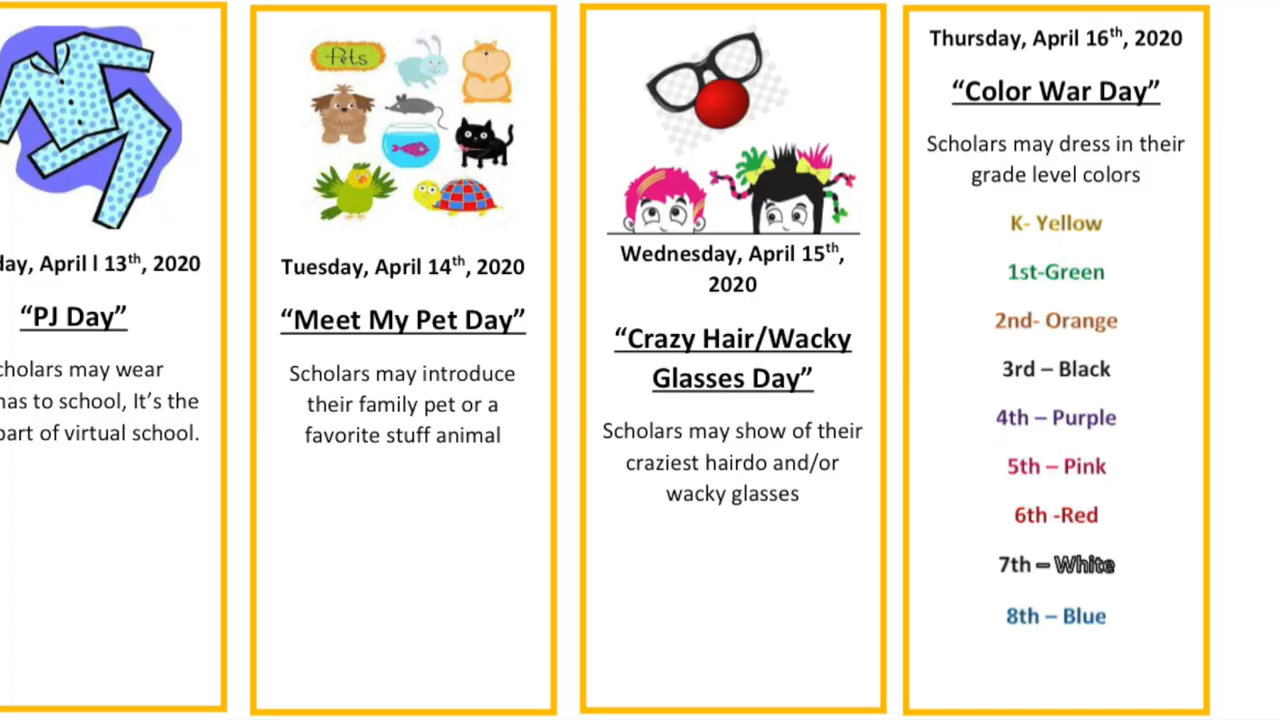 day, April l 13th, 2020
“PJ Day”
cholars may wear
nas to school, It’s the
part of virtual school.
Pets
Tuesday, April 14th, 2020
“Meet My Pet Day”
Scholars may introduce
their family pet or a
favorite stuff animal
Wednesday, April 15th,
2020
“Crazy Hair/Wacky
Glasses Day”
Scholars may show of their
craziest hairdo and/or
wacky glasses
Thursday, April 16th, 2020
“Color War Day”
Scholars may dress in their
grade level colors
K- Yellow
1st-Green
2nd- Orange
3rd – Black
4th – Purple
5th – Pink
6th -Red
7th – White
8th – Blue